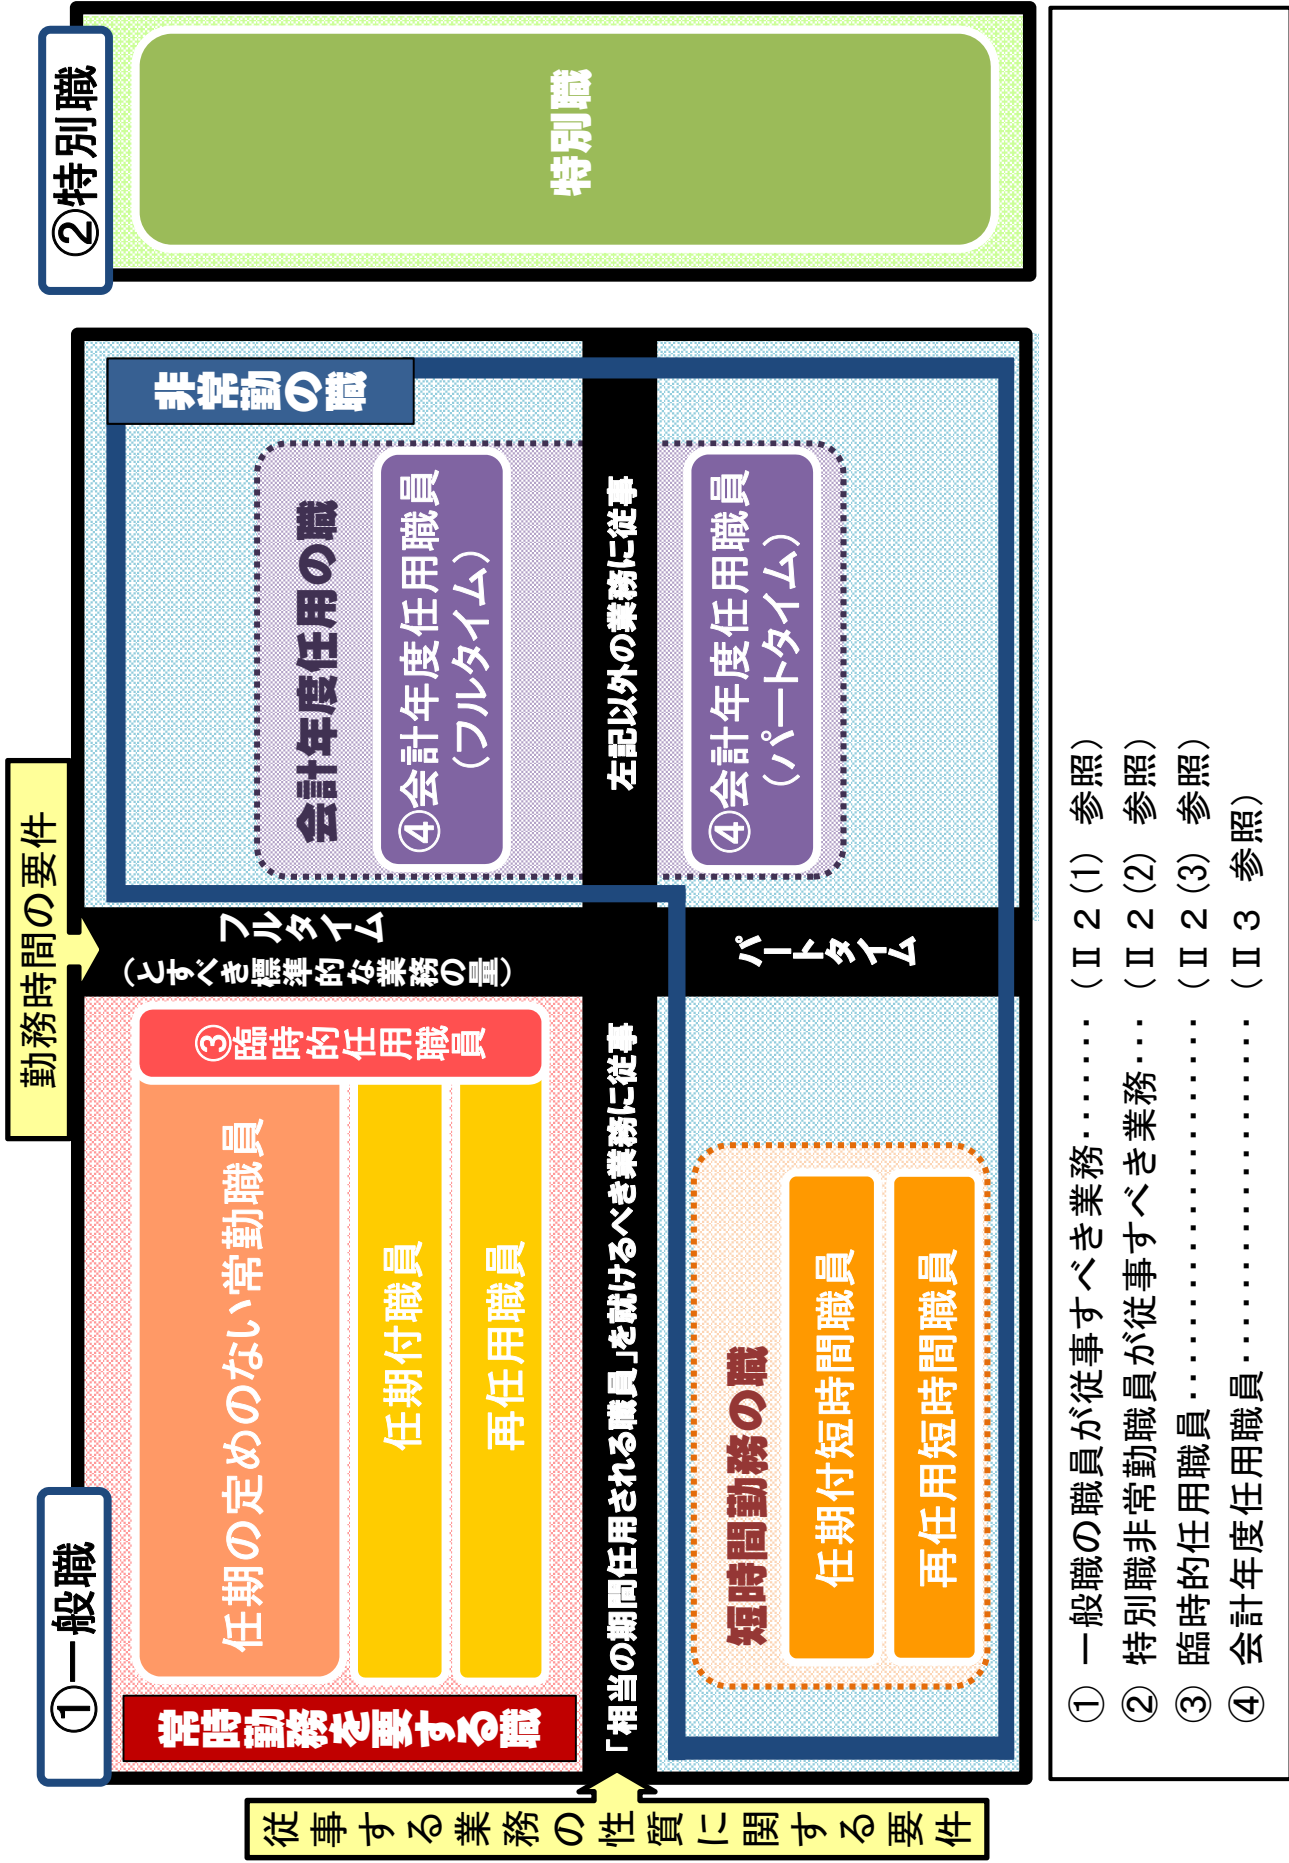 ①一般職
勤務時間の要件
②特別職
従事する業務の性質に関する要件
常時勤務を要する職
任期の定めのない常勤職員
任期付職員
再任用職員
③臨時的任用職員
フルタイム
（とすべき標準的な業務の量）
非常勤の職
会計年度任用の職
④会計年度任用職員
（フルタイム）
「相当の期間任用される職員」を就けるべき業務に従事
左記以外の業務に従事
短時間勤務の職
任期付短時間職員
再任用短時間職員
パートタイム
④会計年度任用職員
（パートタイム）
特別職
① 一般職の職員が従事すべき業務・・・・・・・（Ⅱ２(1) 参照）
② 特別職非常勤職員が従事すべき業務・・・（Ⅱ２(2) 参照）
③ 臨時的任用職員・・・・・・・・・・・・・・・・・・・・（Ⅱ２(3) 参照）
④ 会計年度任用職員・・・・・・・・・・・・・・・・・・（Ⅱ３ 参照）